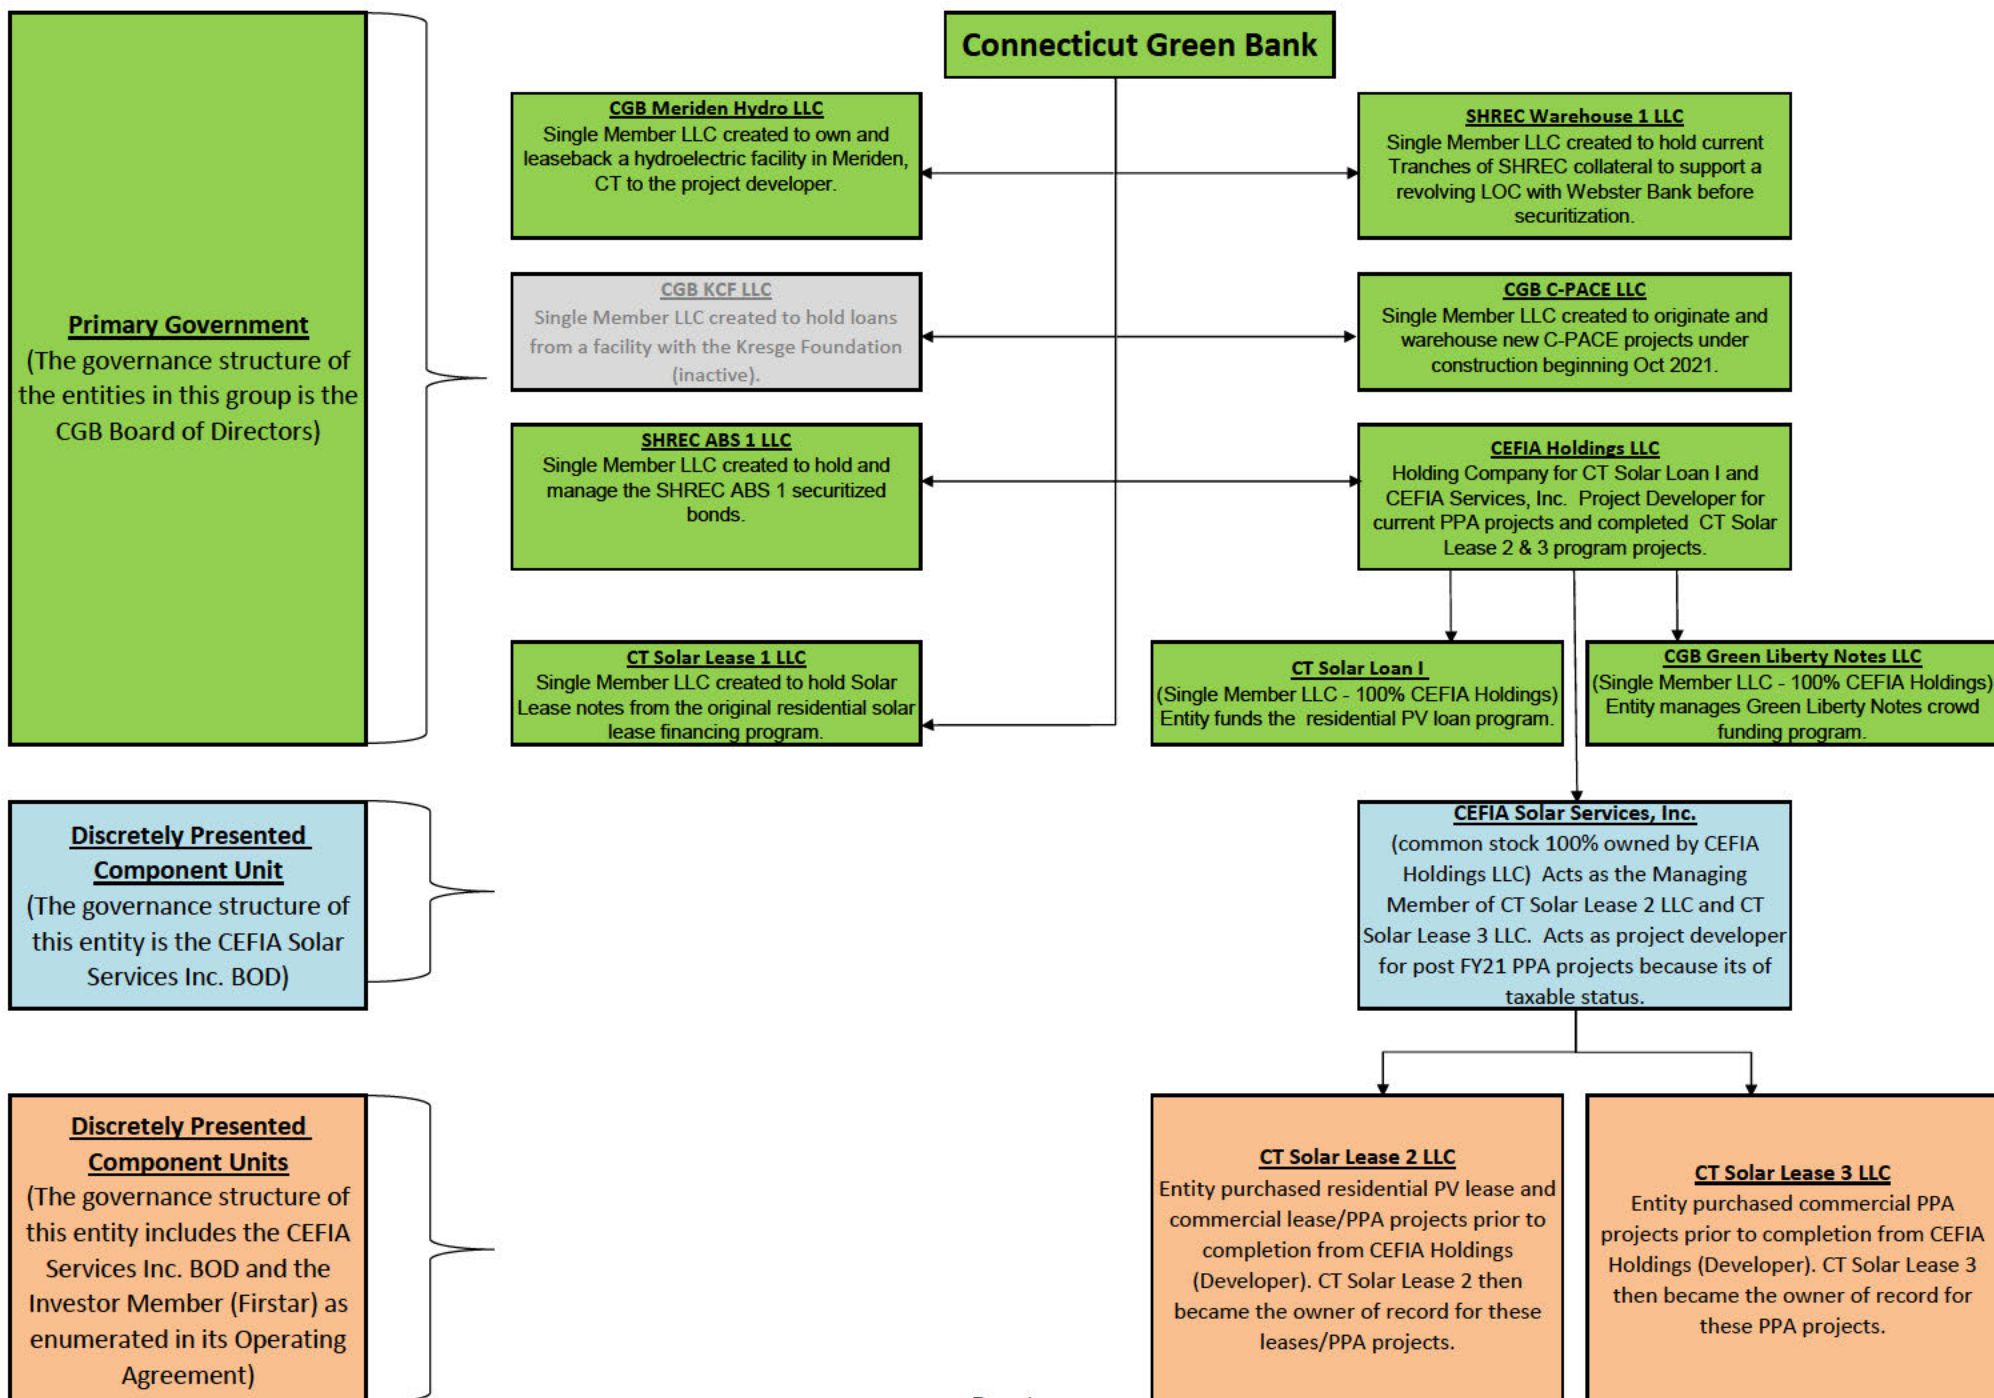 Connecticut Green Bank
Primary Government
(The governance structure of
the entities in this group is the
CGB Board of Directors)
CGB Meriden Hydro LLC
Single Member LLC created to own and
leaseback a hydroelectric facility in Meriden,
CT to the project developer.
SHREC Warehouse 1 LLC
Single Member LLC created to hold current
Tranches of SHREC collateral to support a
revolving LOC with Webster Bank before
securitization.
CGB KCF LLC
Single Member LLC created to hold loans
from a facility with the Kresge Foundation
(inactive).
CGB C-PACE LLC
Single Member LLC created to originate and
warehouse new C-PACE projects under
construction beginning Oct 2021.
SHREC ABS 1 LLC
Single Member LLC created to hold and
manage the SHREC ABS 1 securitized
bonds.
CEFIA Holdings LLC
Holding Company for CT Solar Loan I and
CEFIA Services, Inc. Project Developer for
current PPA projects and completed CT Solar
Lease 2 & 3 program projects.
CT Solar Lease 1 LLC
Single Member LLC created to hold Solar
Lease notes from the original residential solar
lease financing program.
CT Solar Loan I
(Single Member LLC - 100% CEFIA Holdings)
Entity funds the residential PV loan program.
CGB Green Liberty Notes LLC
(Single Member LLC - 100% CEFIA Holdings)
Entity manages Green Liberty Notes crowd
funding program.
Discretely Presented
Component Unit
(The governance structure of
this entity is the CEFIA Solar
Services Inc. BOD)
CEFIA Solar Services, Inc.
(common stock 100% owned by CEFIA
Holdings LLC) Acts as the Managing
Member of CT Solar Lease 2 LLC and CT
Solar Lease 3 LLC. Acts as project developer
for post FY21 PPA projects because its of
taxable status.
Discretely Presented
Component Units
(The governance structure of
this entity includes the CEFIA
Services Inc. BOD and the
Investor Member (Firstar) as
enumerated in its Operating
Agreement)
CT Solar Lease 2 LLC
Entity purchased residential PV lease and
commercial lease/PPA projects prior to
completion from CEFIA Holdings
(Developer). CT Solar Lease 2 then
became the owner of record for these
leases/PPA projects.
CT Solar Lease 3 LLC
Entity purchased commercial PPA
projects prior to completion from CEFIA
Holdings (Developer). CT Solar Lease 3
then became the owner of record for
these PPA projects.